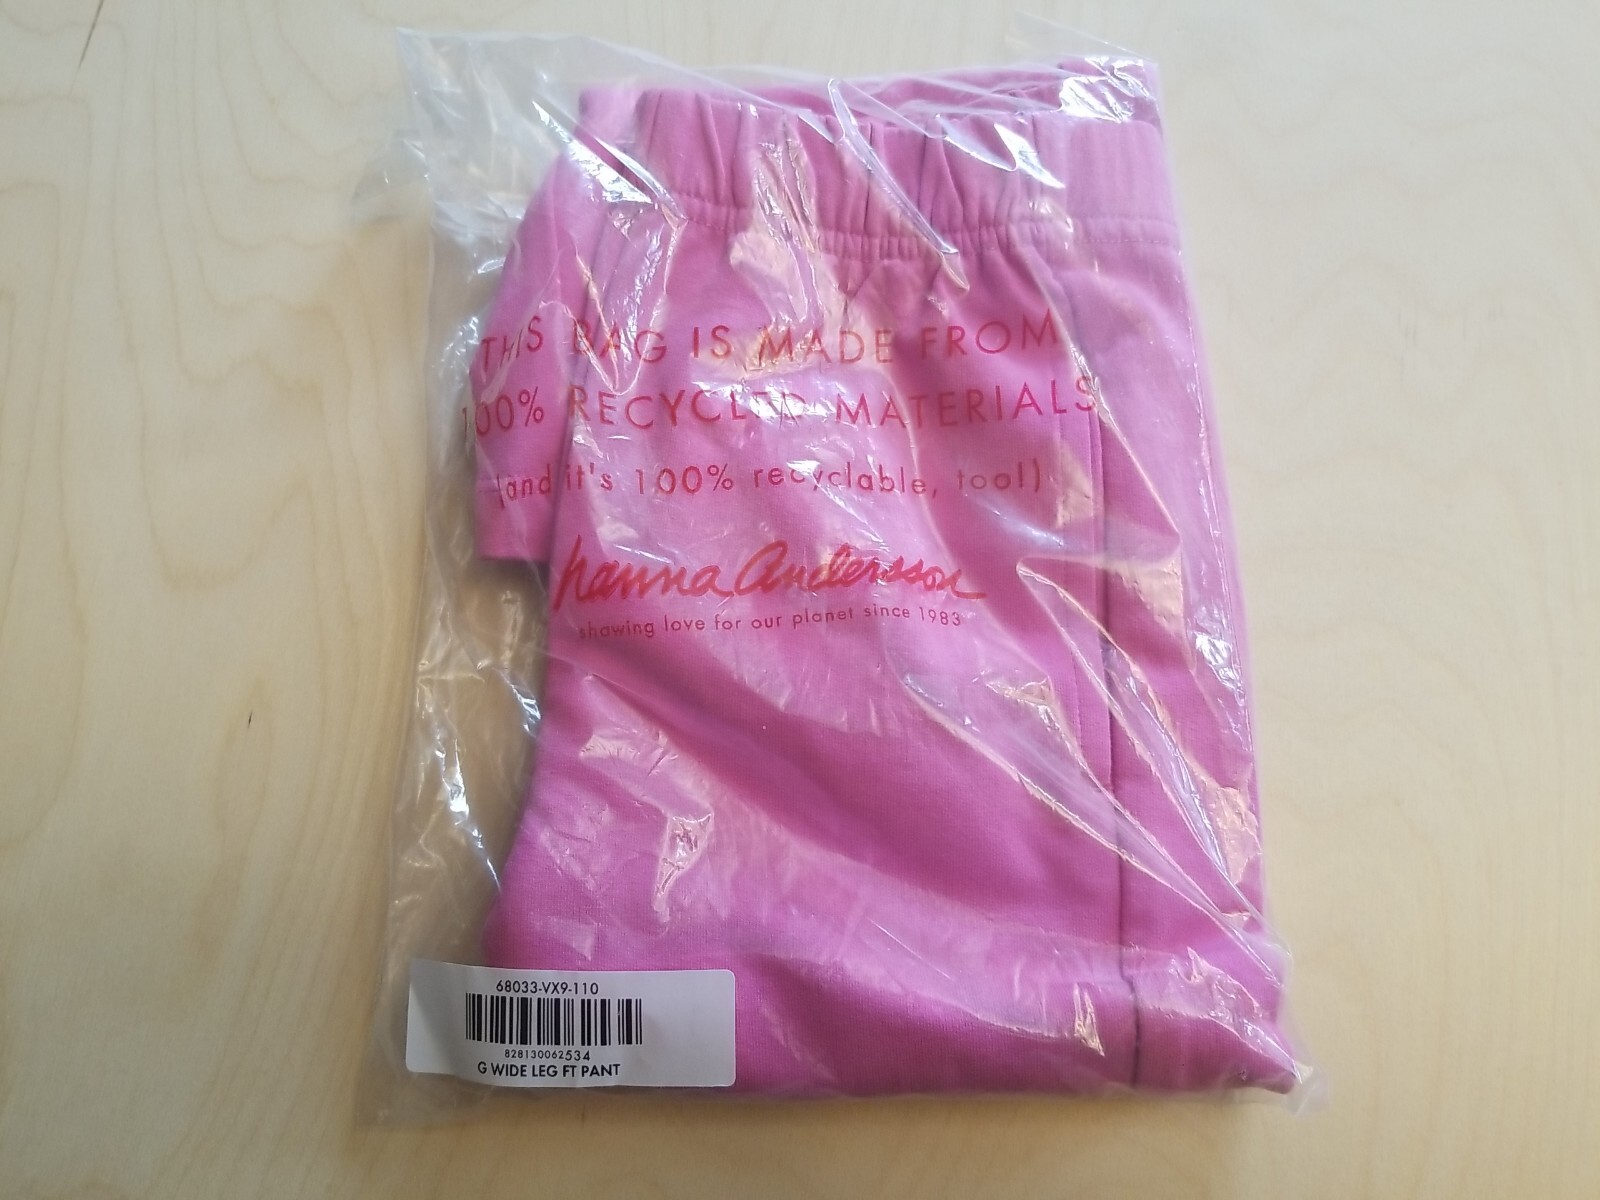 THIS BAG IS MADE FROM
100% RECYCLED MATERIALS
(and it's 100% recyclable, too!)
hanna Andersson
showing love for our planet since 1983
68033-VX9-110
828130062534
G WIDE LEG FT PANT